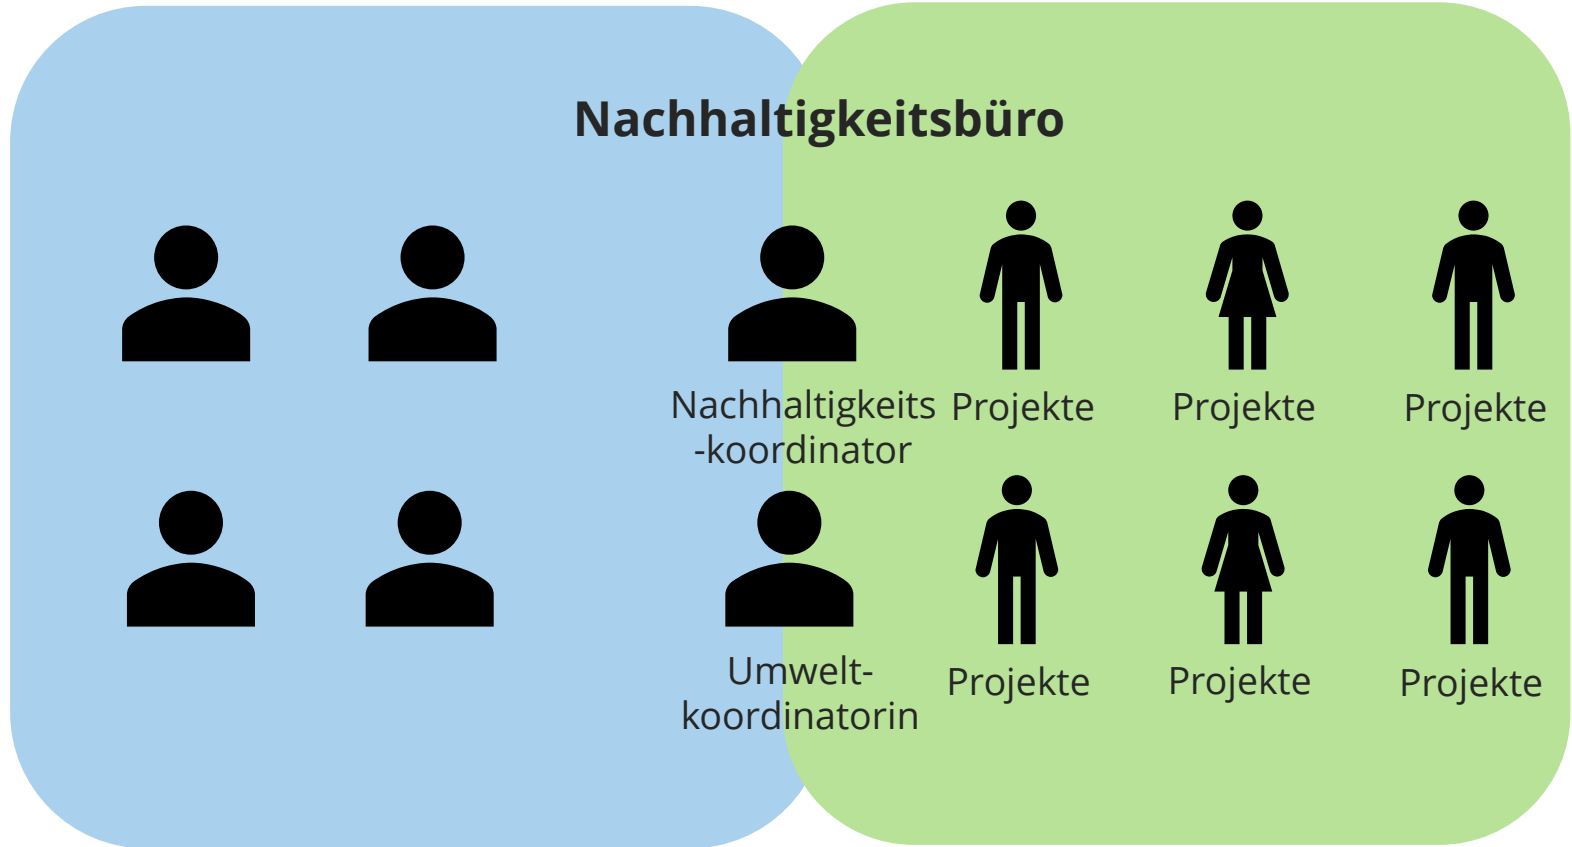 Nachhaltigkeitsbüro
Nachhaltigkeits
-koordinator
Projekte
Projekte
Projekte
Umwelt-
koordinatorin
Projekte
Projekte
Projekte